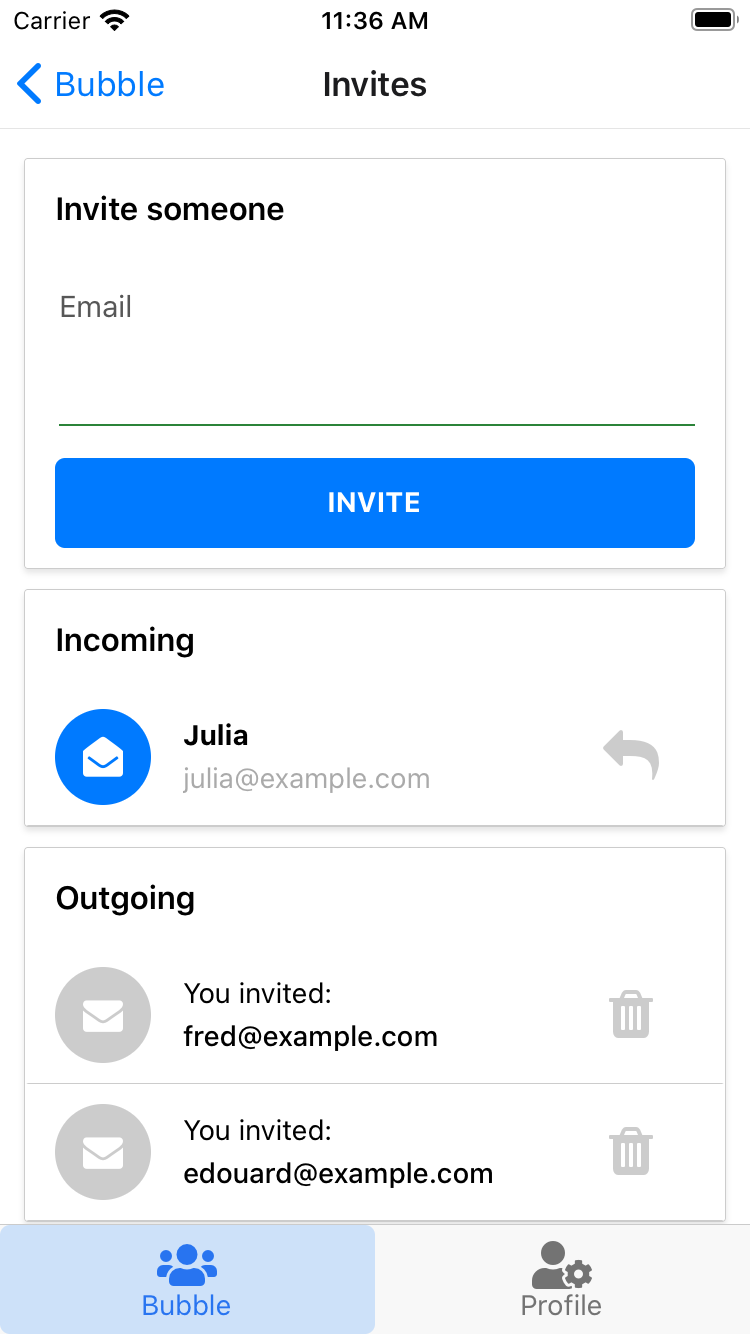 Carrier 11:36 AM
Bubble Invites
Invite someone
Email
INVITE
Incoming
Julia
julia@example.com
Outgoing
You invited:
fred@example.com
You invited:
edouard@example.com
Bubble Profile